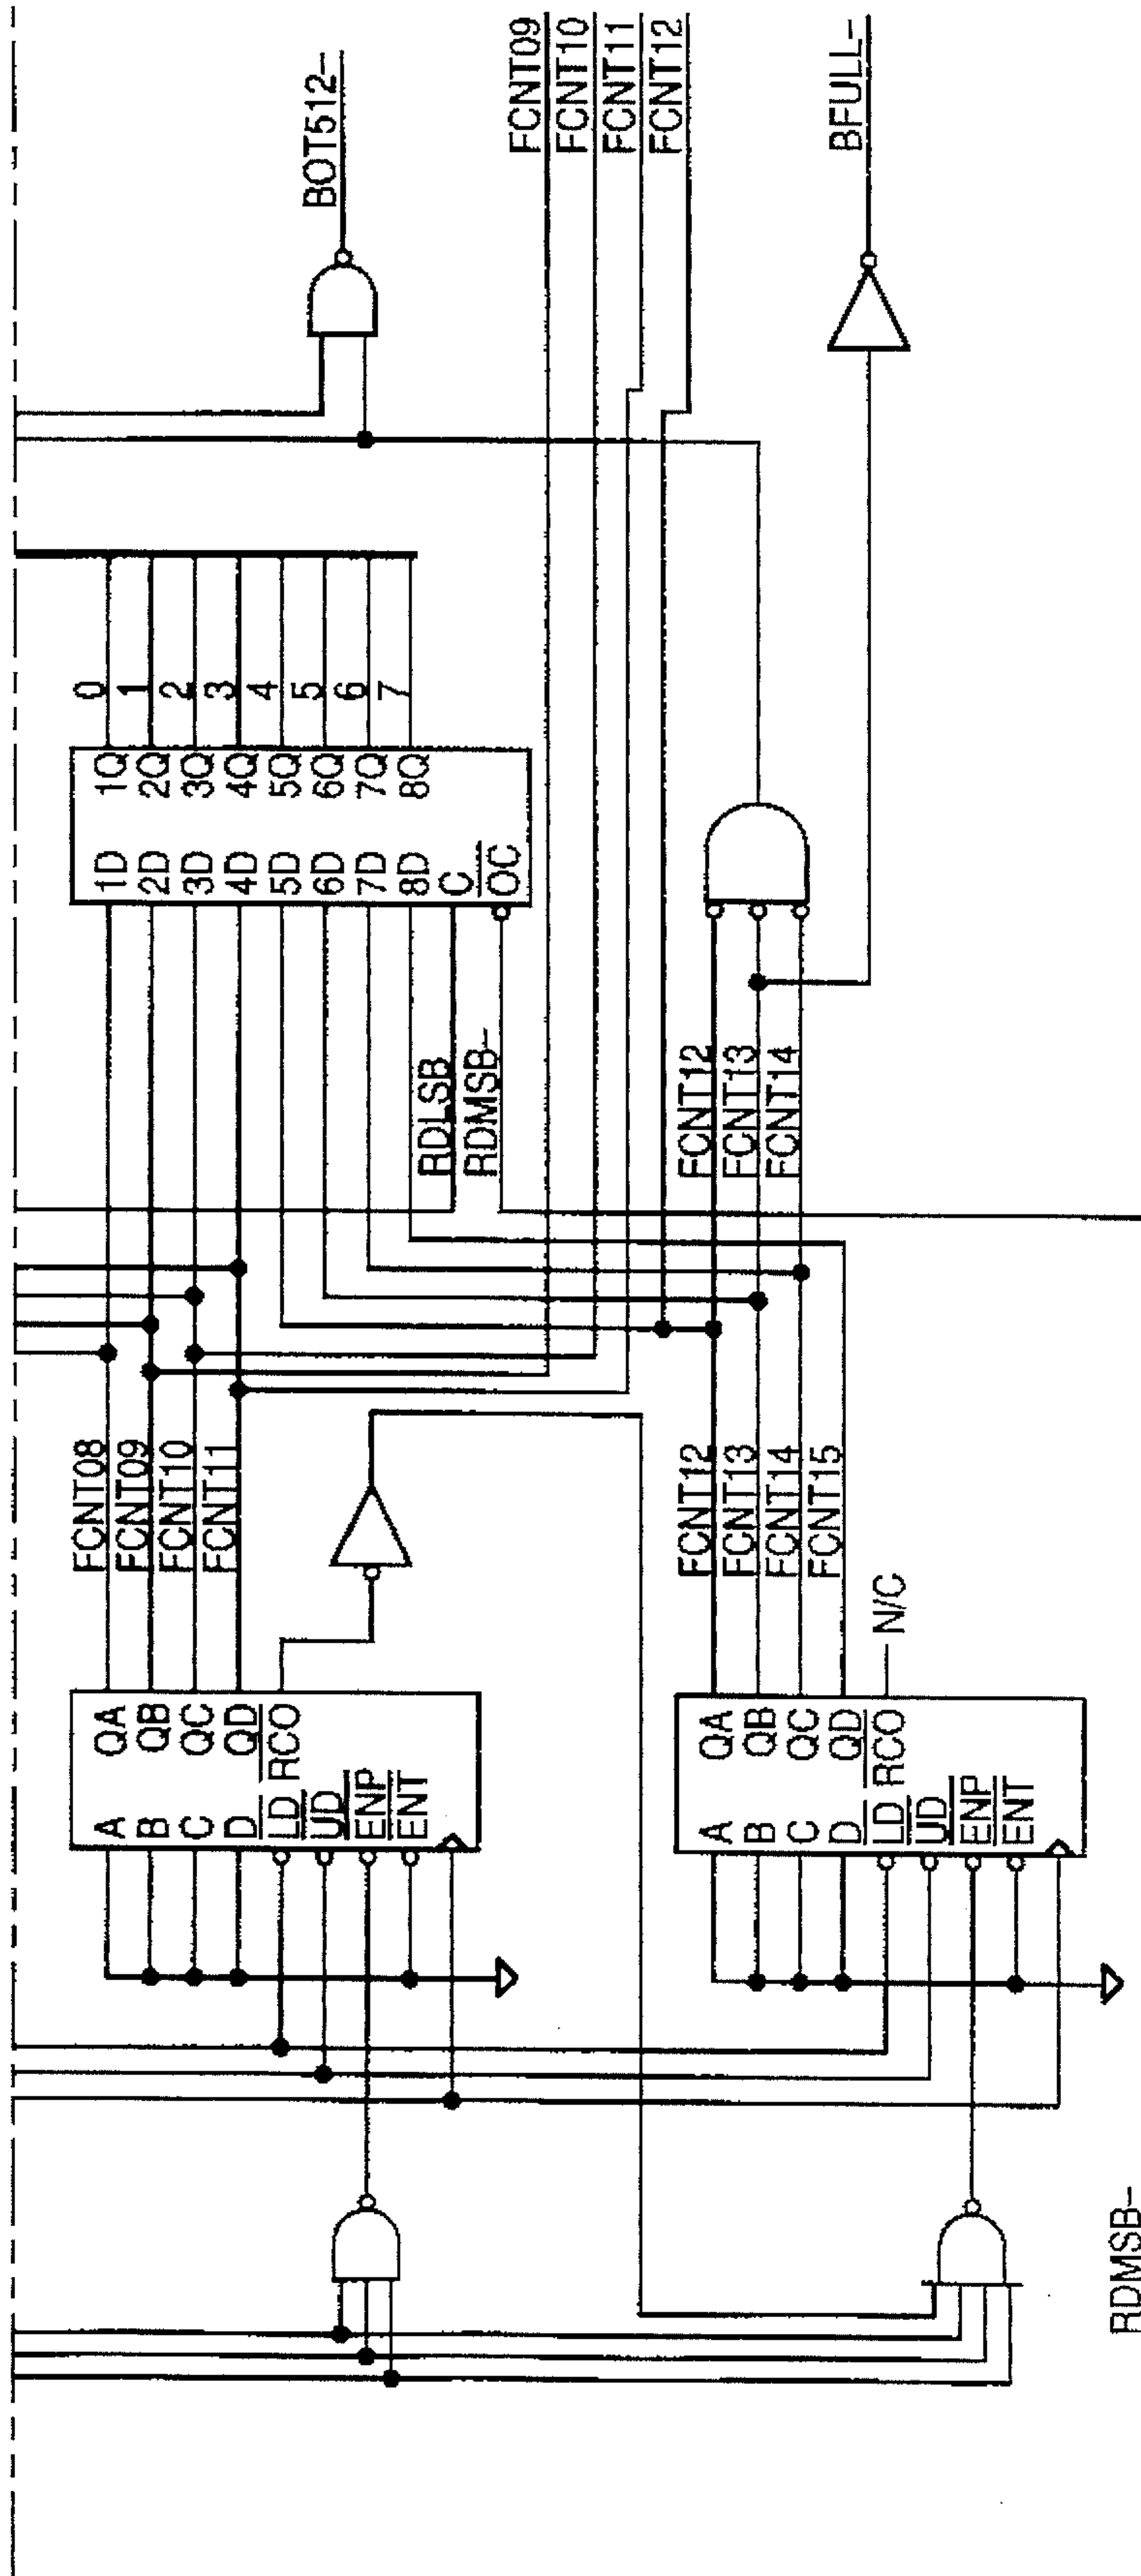 BOT512–
FCNT09
FCNT10
FCNT11
FCNT12
BFULL–
0
1
2
3
4
5
6
7
1D 1Q
2D 2Q
3D 3Q
4D 4Q
5D 5Q
6D 6Q
7D 7Q
8D 8Q
C
OC
RDLSB
RDMSB–
FCNT12
FCNT13
FCNT14
FCNT08
FCNT09
FCNT10
FCNT11
FCNT12
FCNT13
FCNT14
FCNT15
N/C
A QA
B QB
C QC
D QD
LD RCO
UD
ENP
ENT
A QA
B QB
C QC
D QD
LD RCO
UD
ENP
ENT
RDMSB–